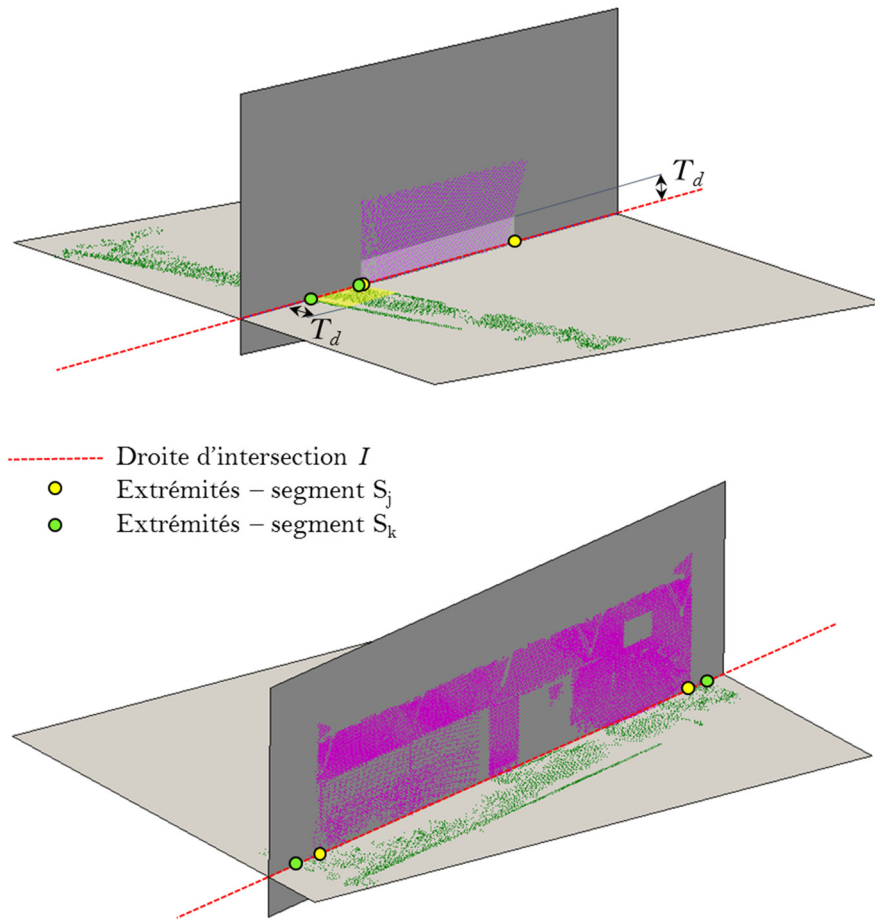 T_d
T_d
Droite d'intersection I
Extrémités – segment S_j
Extrémités – segment S_k